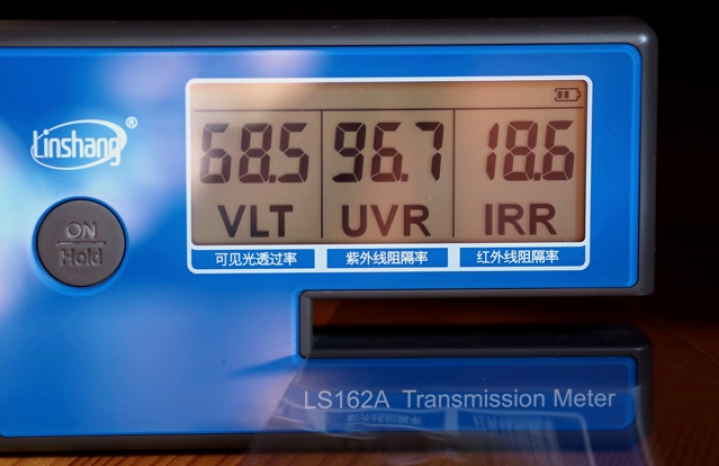 Linshang®
68.5 96.7 18.6
VLT UVR IRR
ON
Hold
可见光透过率 紫外线阻隔率 红外线阻隔率
LS162A Transmission Meter